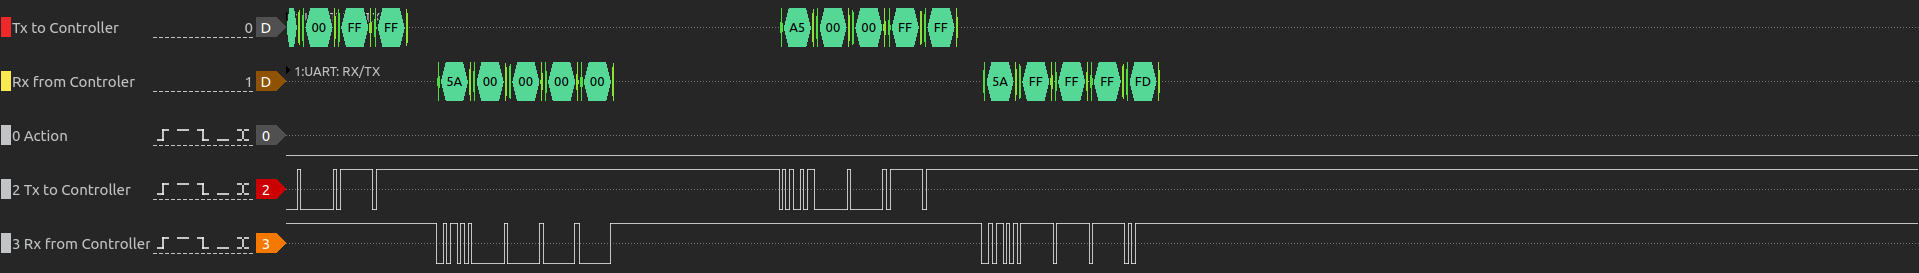 Tx to Controller 0 D 00 FF FF A5 00 00 FF FF
1:UART: RX/TX
Rx from Controler 1 D 5A 00 00 00 00 5A FF FF FF FD
0 Action 0
2 Tx to Controller 2
3 Rx from Controller 3